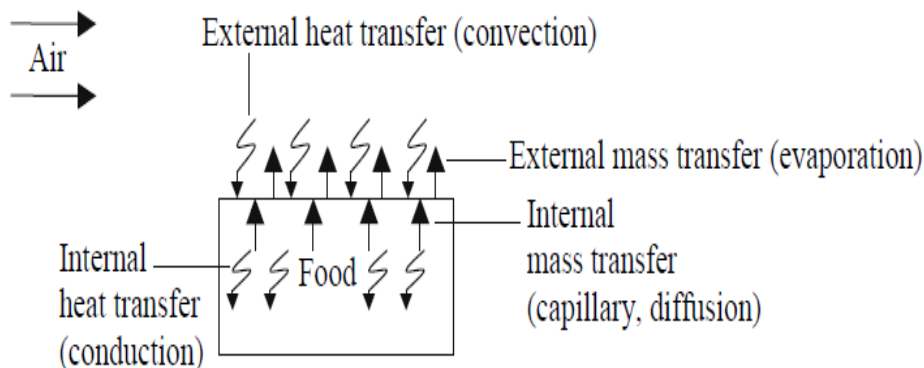 External heat transfer (convection)
Air
External mass transfer (evaporation)
Internal
mass transfer
(capillary, diffusion)
Food
Internal
heat transfer
(conduction)